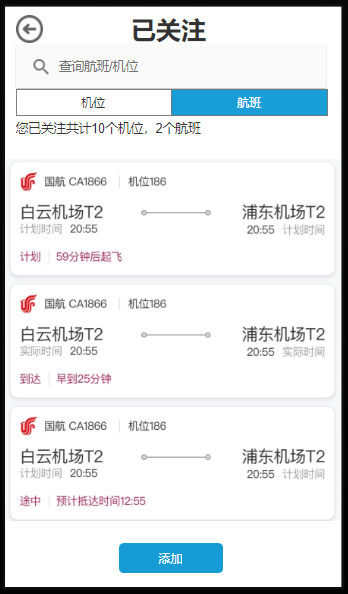 已关注
查询航班/机位
机位 航班
您已关注共计10个机位，2个航班
国航 CA1866 机位186
白云机场T2 浦东机场T2
计划时间 20:55 20:55 计划时间
计划 59分钟后起飞
国航 CA1866 机位186
白云机场T2 浦东机场T2
实际时间 20:55 20:55 实际时间
到达 早到25分钟
国航 CA1866 机位186
白云机场T2 浦东机场T2
计划时间 20:55 20:55 计划时间
途中 预计抵达时间12:55
添加